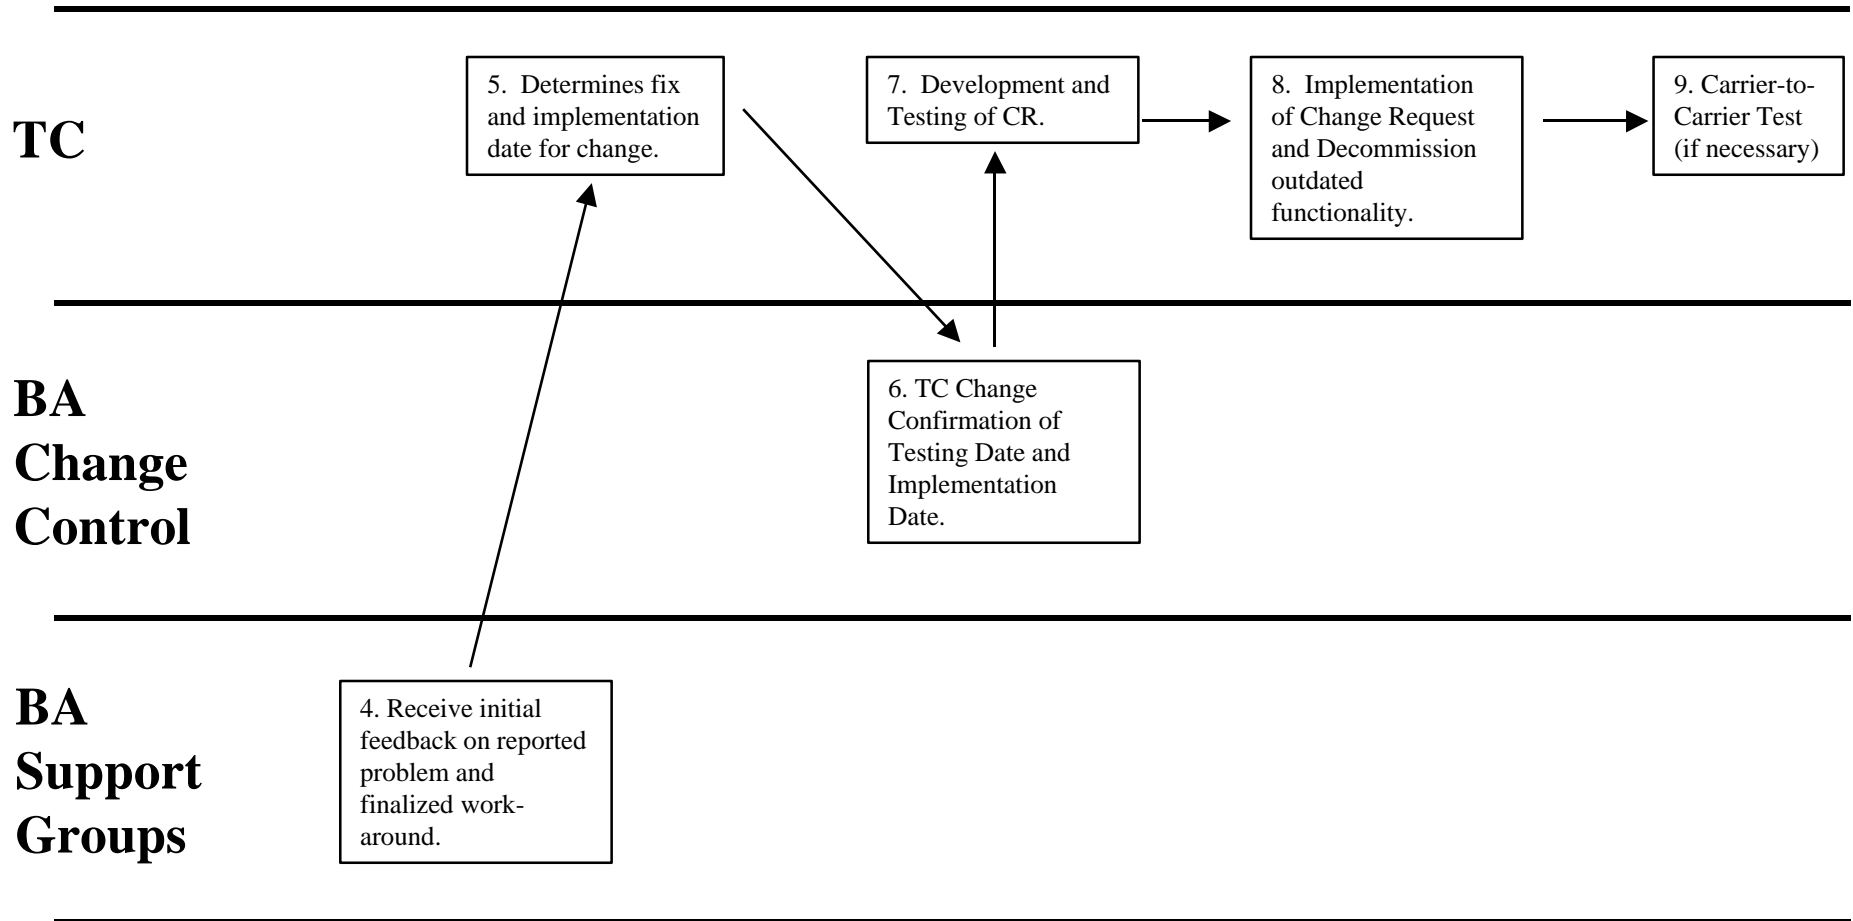 TC
5.  Determines fix
and implementation
date for change.
7.  Development and
Testing of CR.
8.  Implementation
of Change Request
and Decommission
outdated
functionality.
9. Carrier-to-
Carrier Test
(if necessary)
BA
Change
Control
6. TC Change
Confirmation of
Testing Date and
Implementation
Date.
BA
Support
Groups
4. Receive initial
feedback on reported
problem and
finalized work-
around.